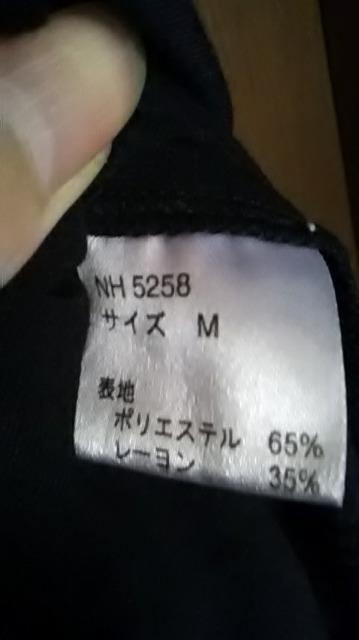 NH 5258
サイズ M
表地
ポリエステル 65%
レーヨン 35%